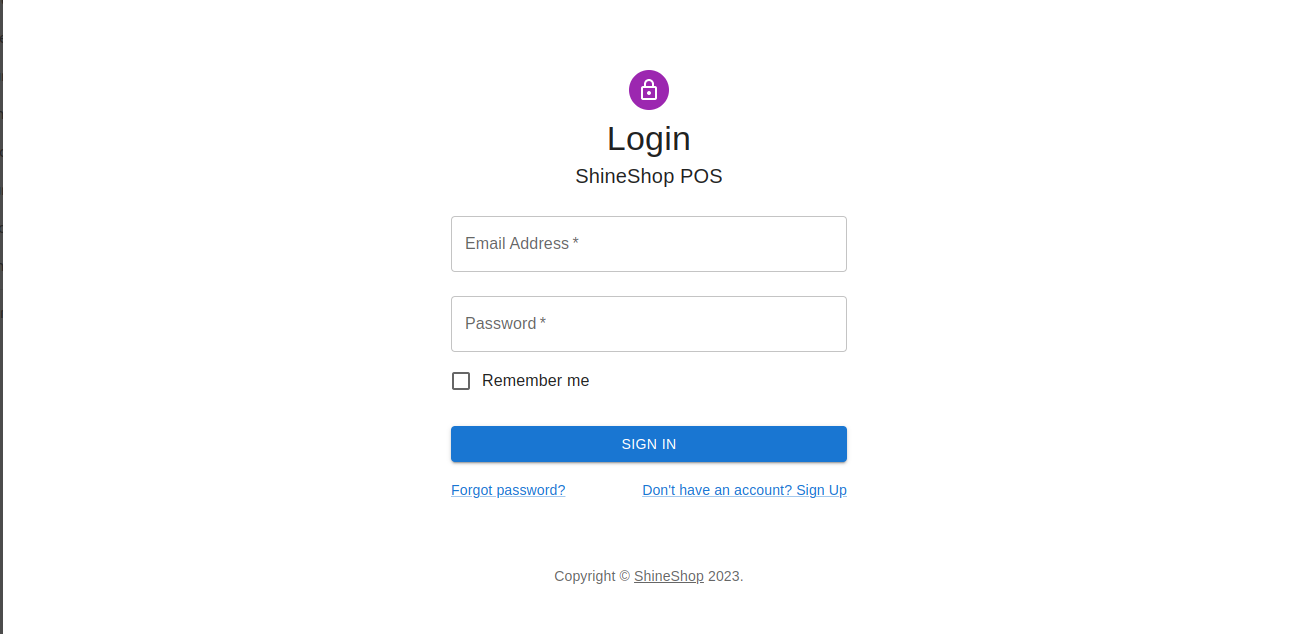 Login
ShineShop POS
Email Address *
Password *
Remember me
SIGN IN
Forgot password? Don't have an account? Sign Up
Copyright © ShineShop 2023.